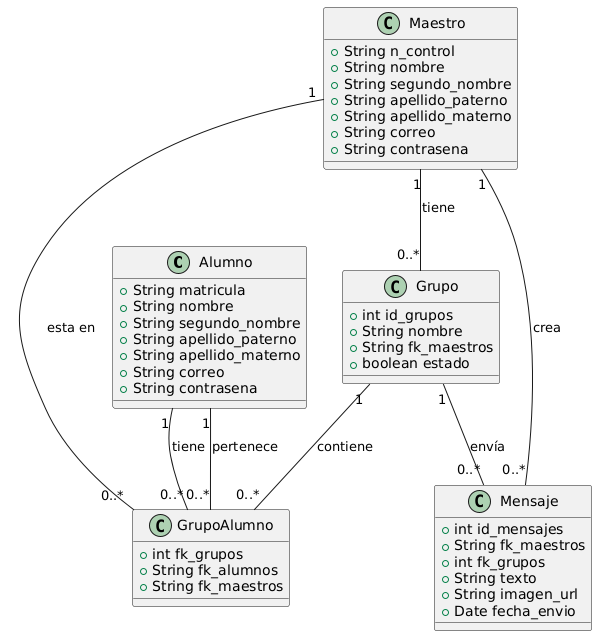 C Maestro
String n_control
String nombre
String segundo_nombre
String apellido_paterno
String apellido_materno
String correo
String contrasena
1
1
1
tiene
0..*
C Alumno
String matricula
String nombre
String segundo_nombre
String apellido_paterno
String apellido_materno
String correo
String contrasena
C Grupo
int id_grupos
String nombre
String fk_maestros
boolean estado
esta en
crea
1
1
1
1
tiene
pertenece
contiene
envía
0..*
0..*
0..*
0..*
0..*
0..*
C GrupoAlumno
int fk_grupos
String fk_alumnos
String fk_maestros
C Mensaje
int id_mensajes
String fk_maestros
int fk_grupos
String texto
String imagen_url
Date fecha_envio